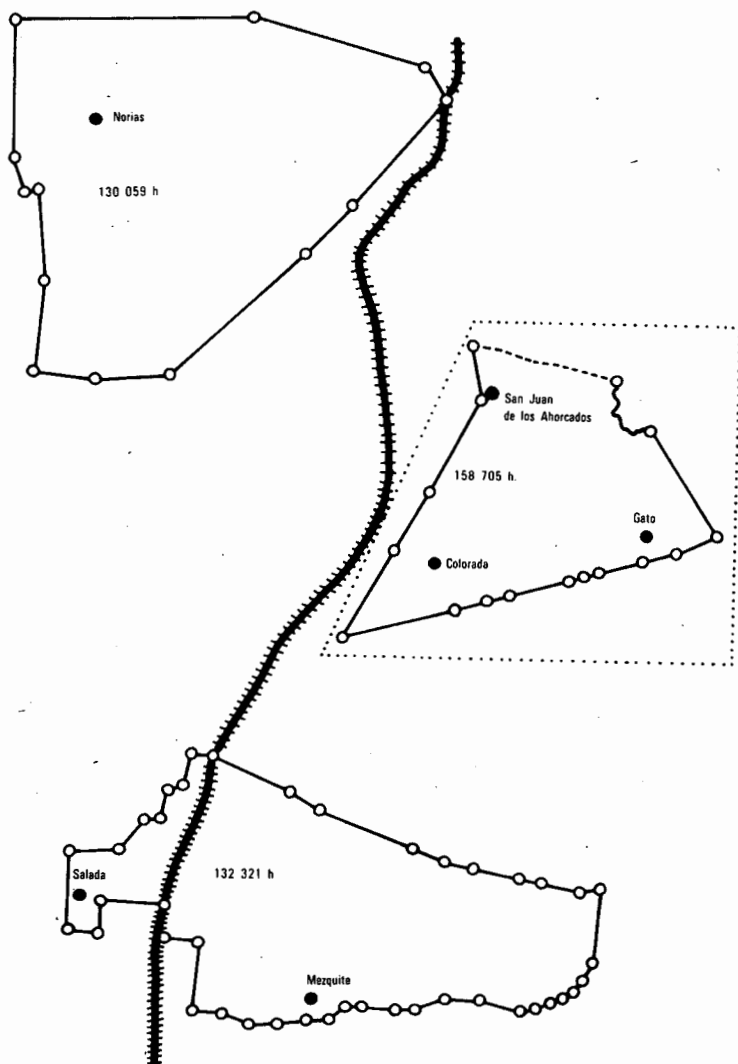 Norias
130 059 h
San Juan
de los Ahorcados
158 705 h.
Gato
Colorada
Salada
132 321 h
Mezquite